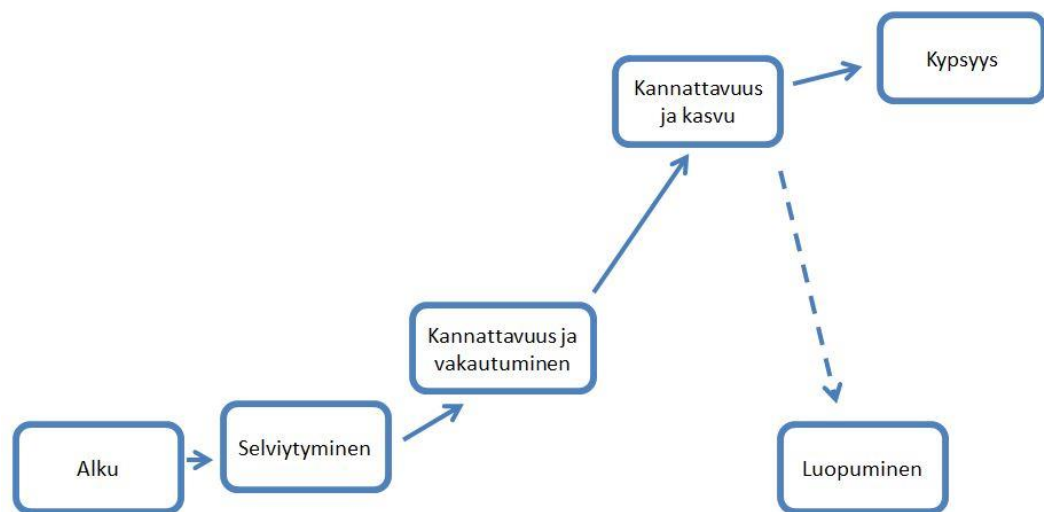 Kypsyys
Kannattavuus
ja kasvu
Kannattavuus ja
vakautuminen
Selviytyminen
Alku
Luopuminen